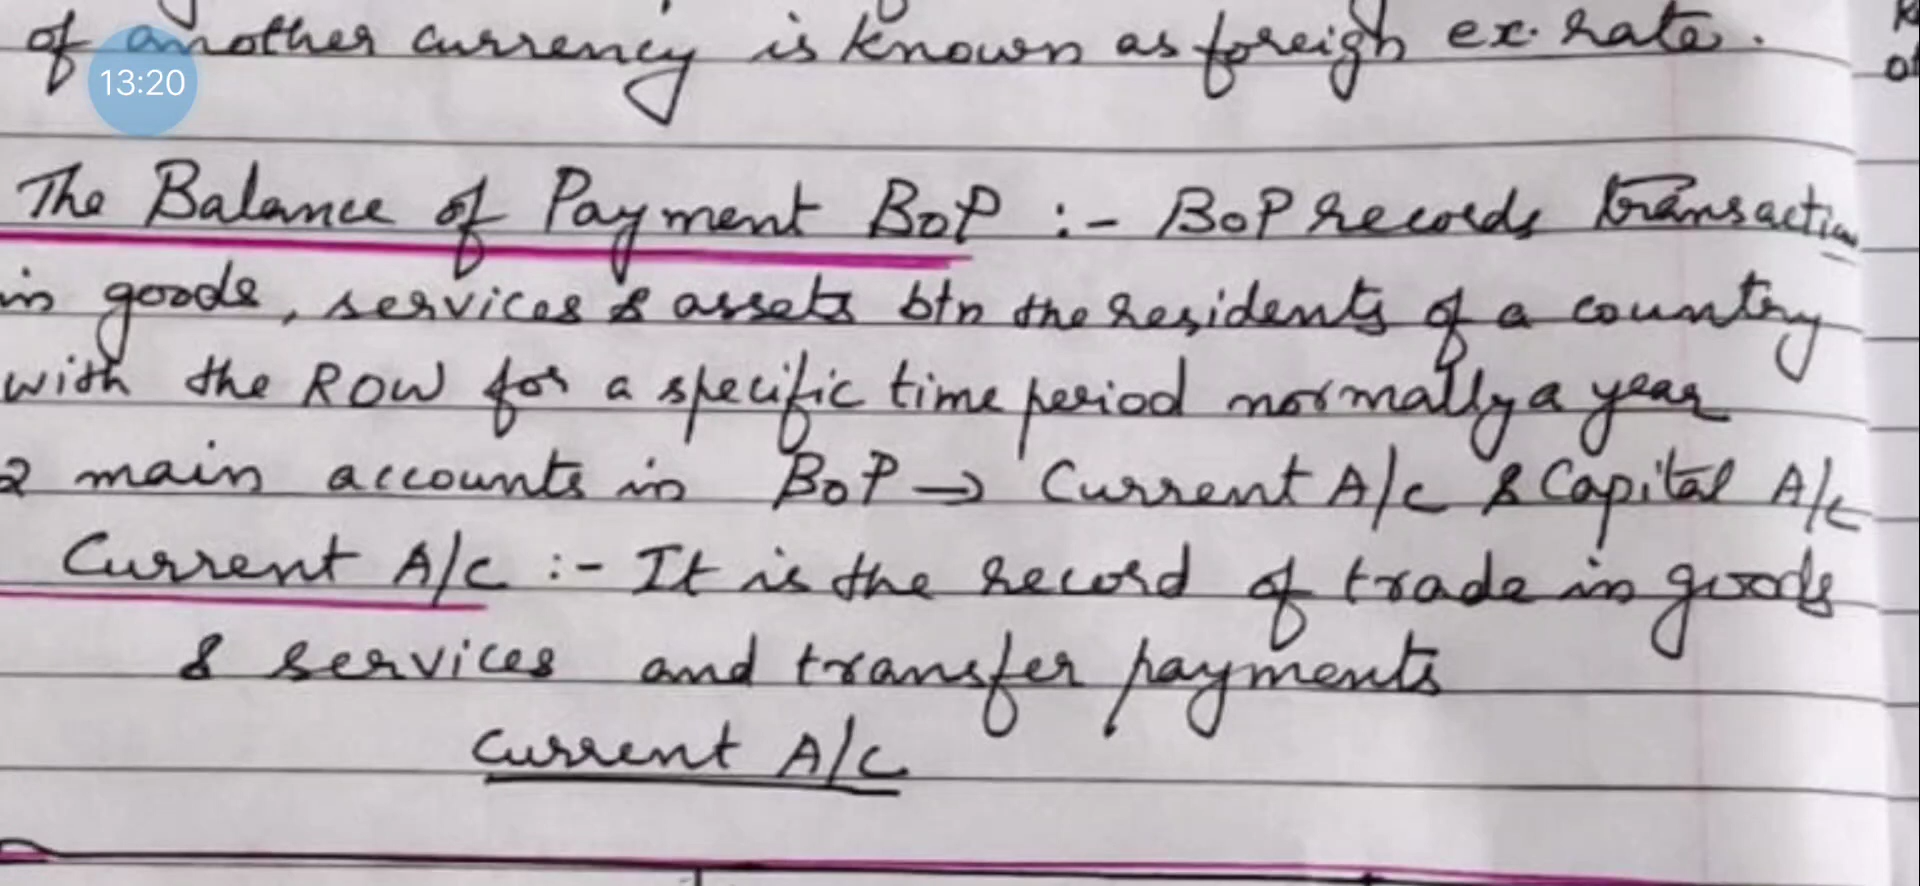 of another currency is known as foreign ex. rate.
13:20
The Balance of Payment BoP :- BoP records transaction
in goods, services & assets btn the residents of a country
with the ROW for a specific time period normally a year
2 main accounts in BoP → Current A/c & Capital A/c
Current A/c :- It is the record of trade in goods
& services and transfer payments
Current A/c